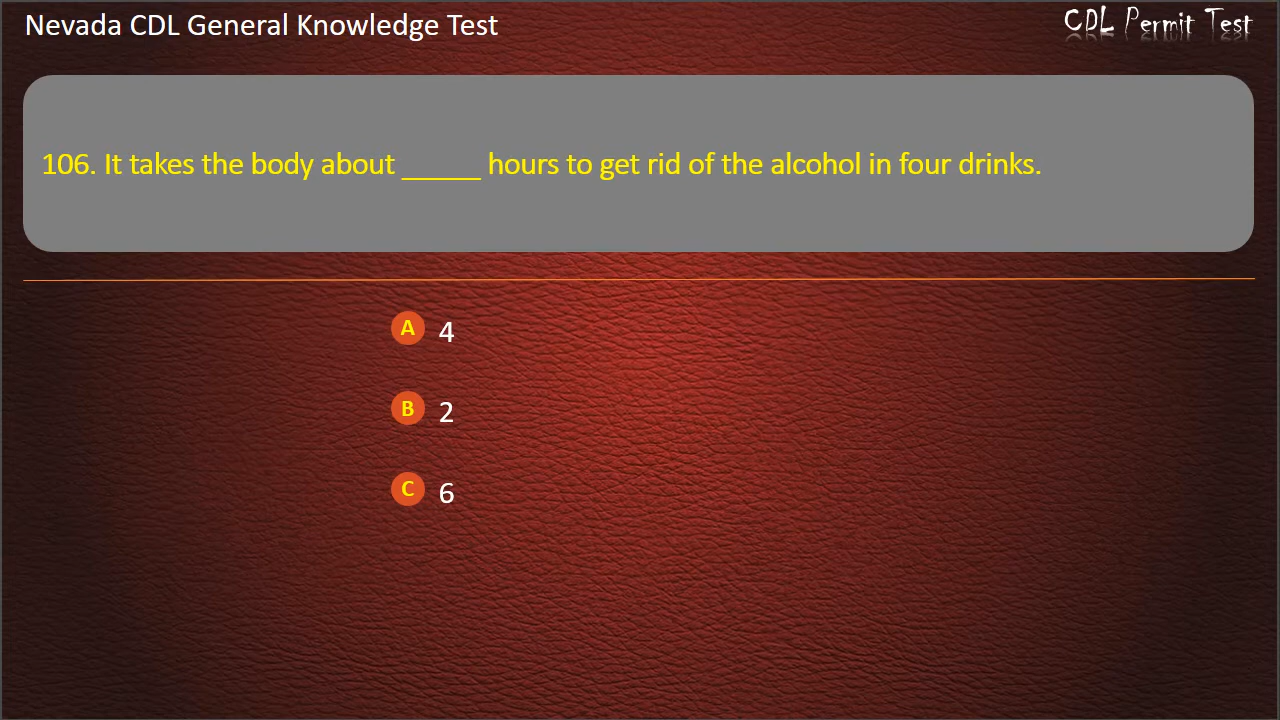 Nevada CDL General Knowledge Test
CDL Permit Test
106. It takes the body about _____ hours to get rid of the alcohol in four drinks.
A 4
B 2
C 6